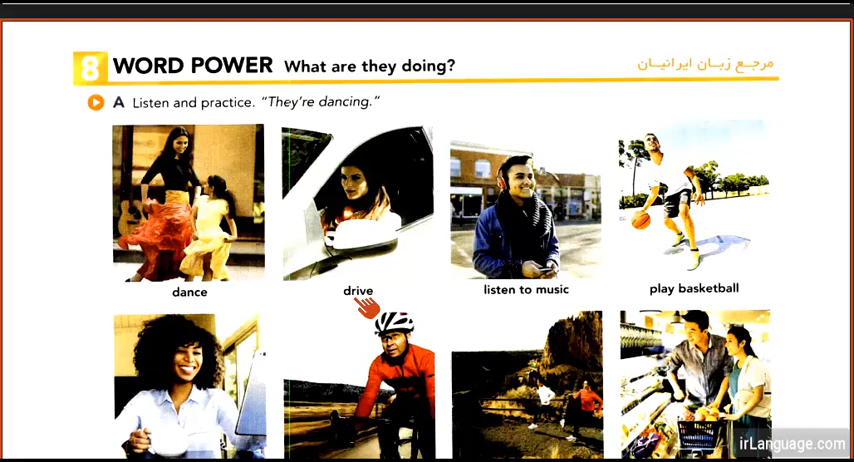 8 WORD POWER What are they doing?
مرجع زبان ایرانیان
A Listen and practice. "They're dancing."
dance
drive
listen to music
play basketball
irLanguage.com